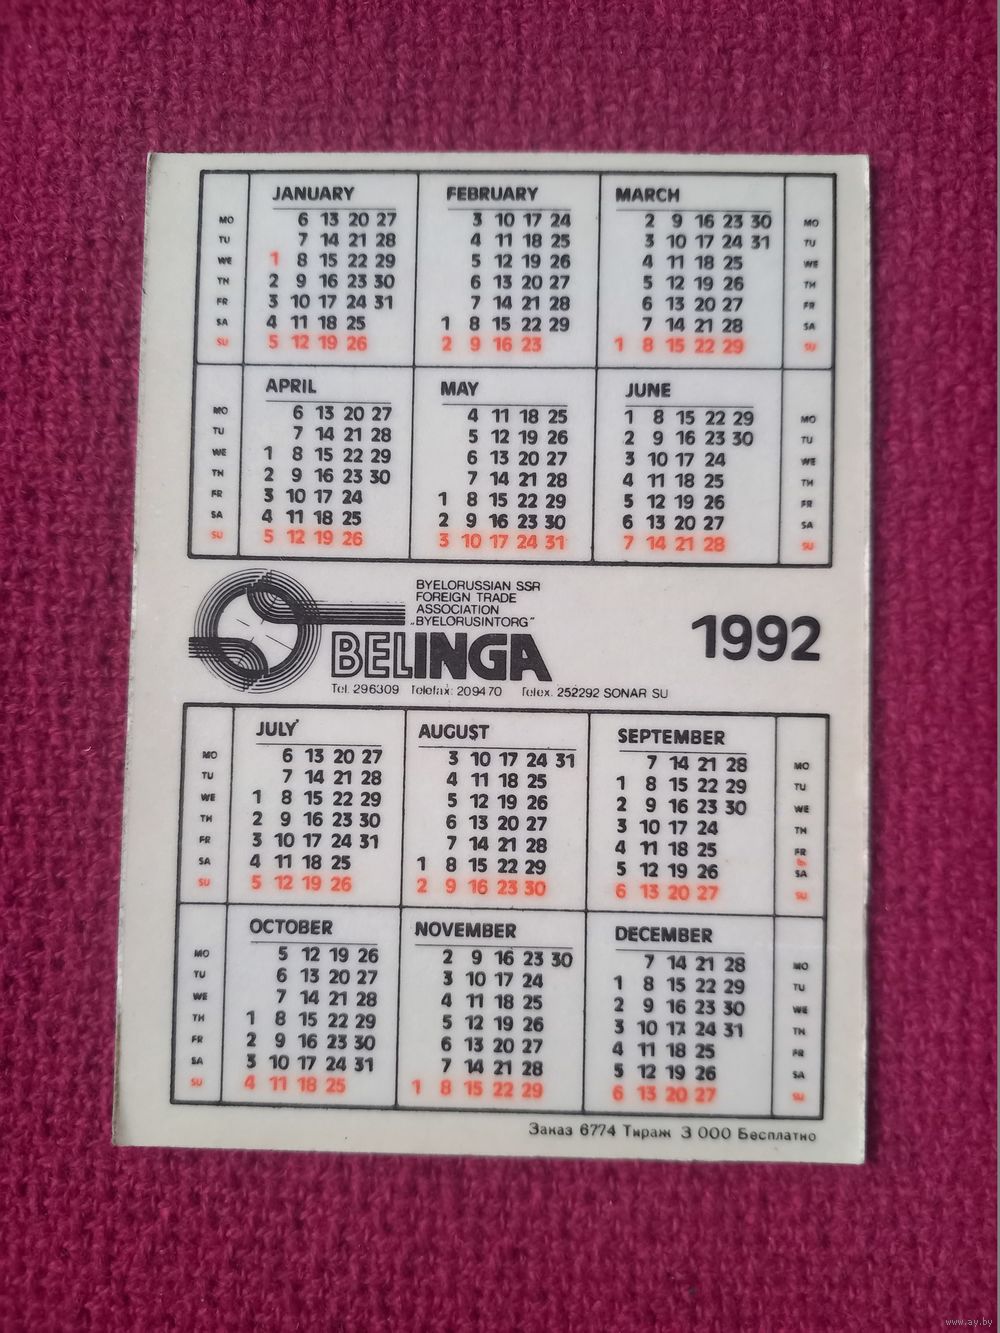 JANUARY FEBRUARY MARCH
MO 6 13 20 27 3 10 17 24 2 9 16 23 30 MO
TU 7 14 21 28 4 11 18 25 3 10 17 24 31 TU
WE 1 8 15 22 29 5 12 19 26 4 11 18 25 WE
TH 2 9 16 23 30 6 13 20 27 5 12 19 26 TH
FR 3 10 17 24 31 7 14 21 28 6 13 20 27 FR
SA 4 11 18 25 1 8 15 22 29 7 14 21 28 SA
SU 5 12 19 26 2 9 16 23 1 8 15 22 29 SU
APRIL MAY JUNE
MO 6 13 20 27 4 11 18 25 1 8 15 22 29 MO
TU 7 14 21 28 5 12 19 26 2 9 16 23 30 TU
WE 1 8 15 22 29 6 13 20 27 3 10 17 24 WE
TH 2 9 16 23 30 7 14 21 28 4 11 18 25 TH
FR 3 10 17 24 1 8 15 22 29 5 12 19 26 FR
SA 4 11 18 25 2 9 16 23 30 6 13 20 27 SA
SU 5 12 19 26 3 10 17 24 31 7 14 21 28 SU
BYELORUSSIAN SSR
FOREIGN TRADE
ASSOCIATION
„BYELORUSINTORG"
BELINGA
1992
Tel. 296309 Telefax: 209470 Telex. 252292 SONAR SU
JULY AUGUST SEPTEMBER
MO 6 13 20 27 3 10 17 24 31 7 14 21 28 MO
TU 7 14 21 28 4 11 18 25 1 8 15 22 29 TU
WE 1 8 15 22 29 5 12 19 26 2 9 16 23 30 WE
TH 2 9 16 23 30 6 13 20 27 3 10 17 24 TH
FR 3 10 17 24 31 7 14 21 28 4 11 18 25 FR
SA 4 11 18 25 1 8 15 22 29 5 12 19 26 SA
SU 5 12 19 26 2 9 16 23 30 6 13 20 27 SU
OCTOBER NOVEMBER DECEMBER
MO 5 12 19 26 2 9 16 23 30 7 14 21 28 MO
TU 6 13 20 27 3 10 17 24 1 8 15 22 29 TU
WE 7 14 21 28 4 11 18 25 2 9 16 23 30 WE
TH 1 8 15 22 29 5 12 19 26 3 10 17 24 31 TH
FR 2 9 16 23 30 6 13 20 27 4 11 18 25 FR
SA 3 10 17 24 31 7 14 21 28 5 12 19 26 SA
SU 4 11 18 25 1 8 15 22 29 6 13 20 27 SU
Заказ 6774 Тираж 3 000 Бесплатно
www.ay.by